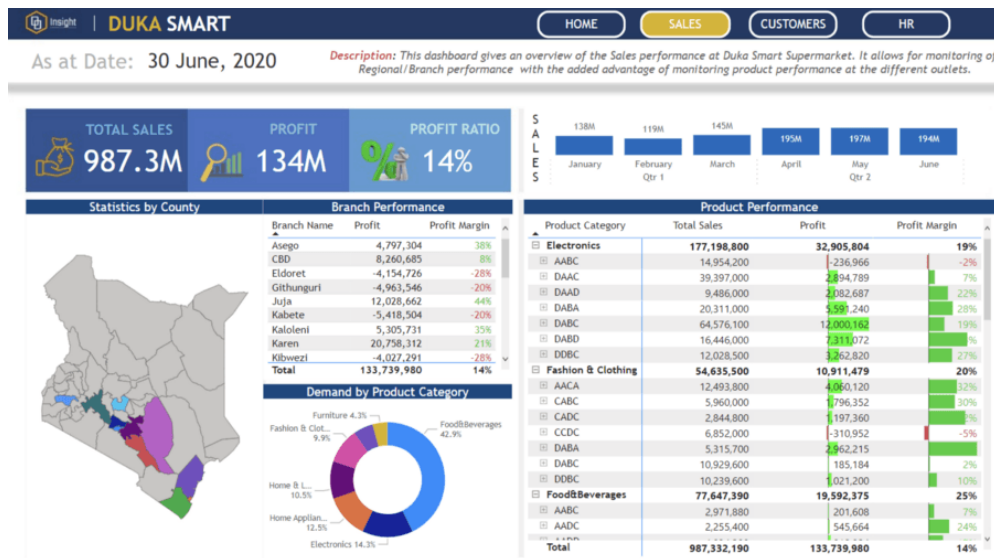 Insight | DUKA SMART
HOME
SALES
CUSTOMERS
HR
As at Date: 30 June, 2020
Description: This dashboard gives an overview of the Sales performance at Duka Smart Supermarket. It allows for monitoring of
Regional/Branch performance with the added advantage of monitoring product performance at the different outlets.
TOTAL SALES
987.3M
PROFIT
134M
PROFIT RATIO
14%
SALES
138M 119M 145M 195M 197M 194M
January February March April May June
Qtr 1 Qtr 2
Statistics by County
Branch Performance
Branch Name Profit Profit Margin
Asego 4,797,304 38%
CBD 8,260,685 8%
Eldoret -4,154,726 -28%
Githunguri -4,963,546 -20%
Juja 12,028,662 44%
Kabete -5,418,504 -20%
Kaloleni 5,305,731 35%
Karen 20,758,312 21%
Kibwezi -4,027,291 -28%
Total 133,739,980 14%
Demand by Product Category
Furniture 4.3%
Fashion & Clot...
9.9%
Food&Beverages
42.9%
Home & L...
10.5%
Home Applian...
12.5%
Electronics 14.3%
Product Performance
Product Category Total Sales Profit Profit Margin
Electronics 177,198,800 32,905,804 19%
AABC 14,954,200 -236,966 -2%
DAAC 39,397,000 2,894,789 7%
DAAD 9,486,000 2,082,687 22%
DABA 20,311,000 5,591,240 28%
DABC 64,576,100 12,000,162 19%
DABD 16,446,000 7,311,072 %
DDBC 12,028,500 3,262,820 27%
Fashion & Clothing 54,635,500 10,911,479 20%
AACA 12,493,800 4,060,120 32%
CABC 5,960,000 1,796,352 30%
CADC 2,844,800 1,197,360
CCDC 6,852,000 -310,952 -5%
DABA 5,315,700 2,962,215
DABC 10,929,600 185,184 2%
DDBC 10,239,600 1,021,200 10%
Food&Beverages 77,647,390 19,592,375 25%
AABC 2,971,880 201,608 7%
AADC 2,255,400 545,664 24%
Total 987,332,190 133,739,980 14%